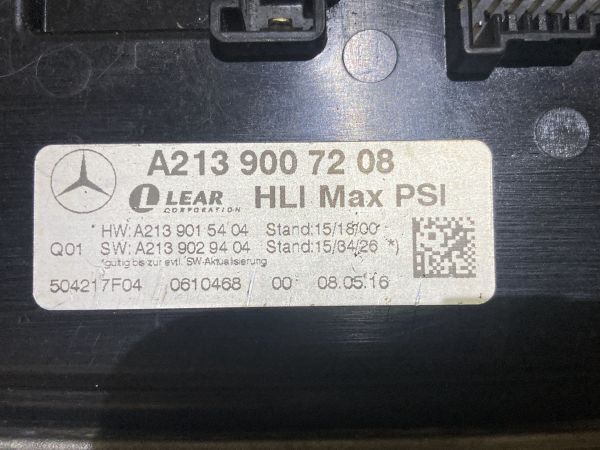 A213 900 72 08
LEAR CORPORATION HLI Max PSI
HW: A213 901 54 04 Stand: 15/18/00
Q01 SW: A213 902 94 04 Stand: 15/34/26 *)
*gültig bis zur evtl. SW-Aktualisierung
504217F04 0610468 00 08.05.16